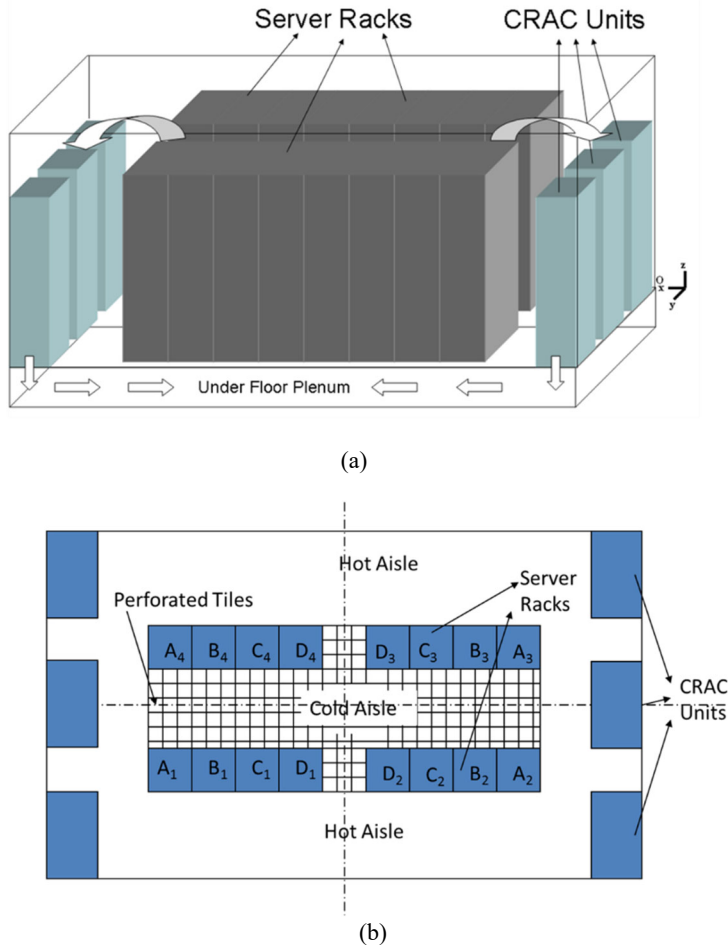 Server Racks
CRAC Units
O
z
x
y
Under Floor Plenum
(a)
Hot Aisle
Perforated Tiles
Server
Racks
A₄ B₄ C₄ D₄ D₃ C₃ B₃ A₃
Cold Aisle
CRAC
Units
A₁ B₁ C₁ D₁ D₂ C₂ B₂ A₂
Hot Aisle
(b)